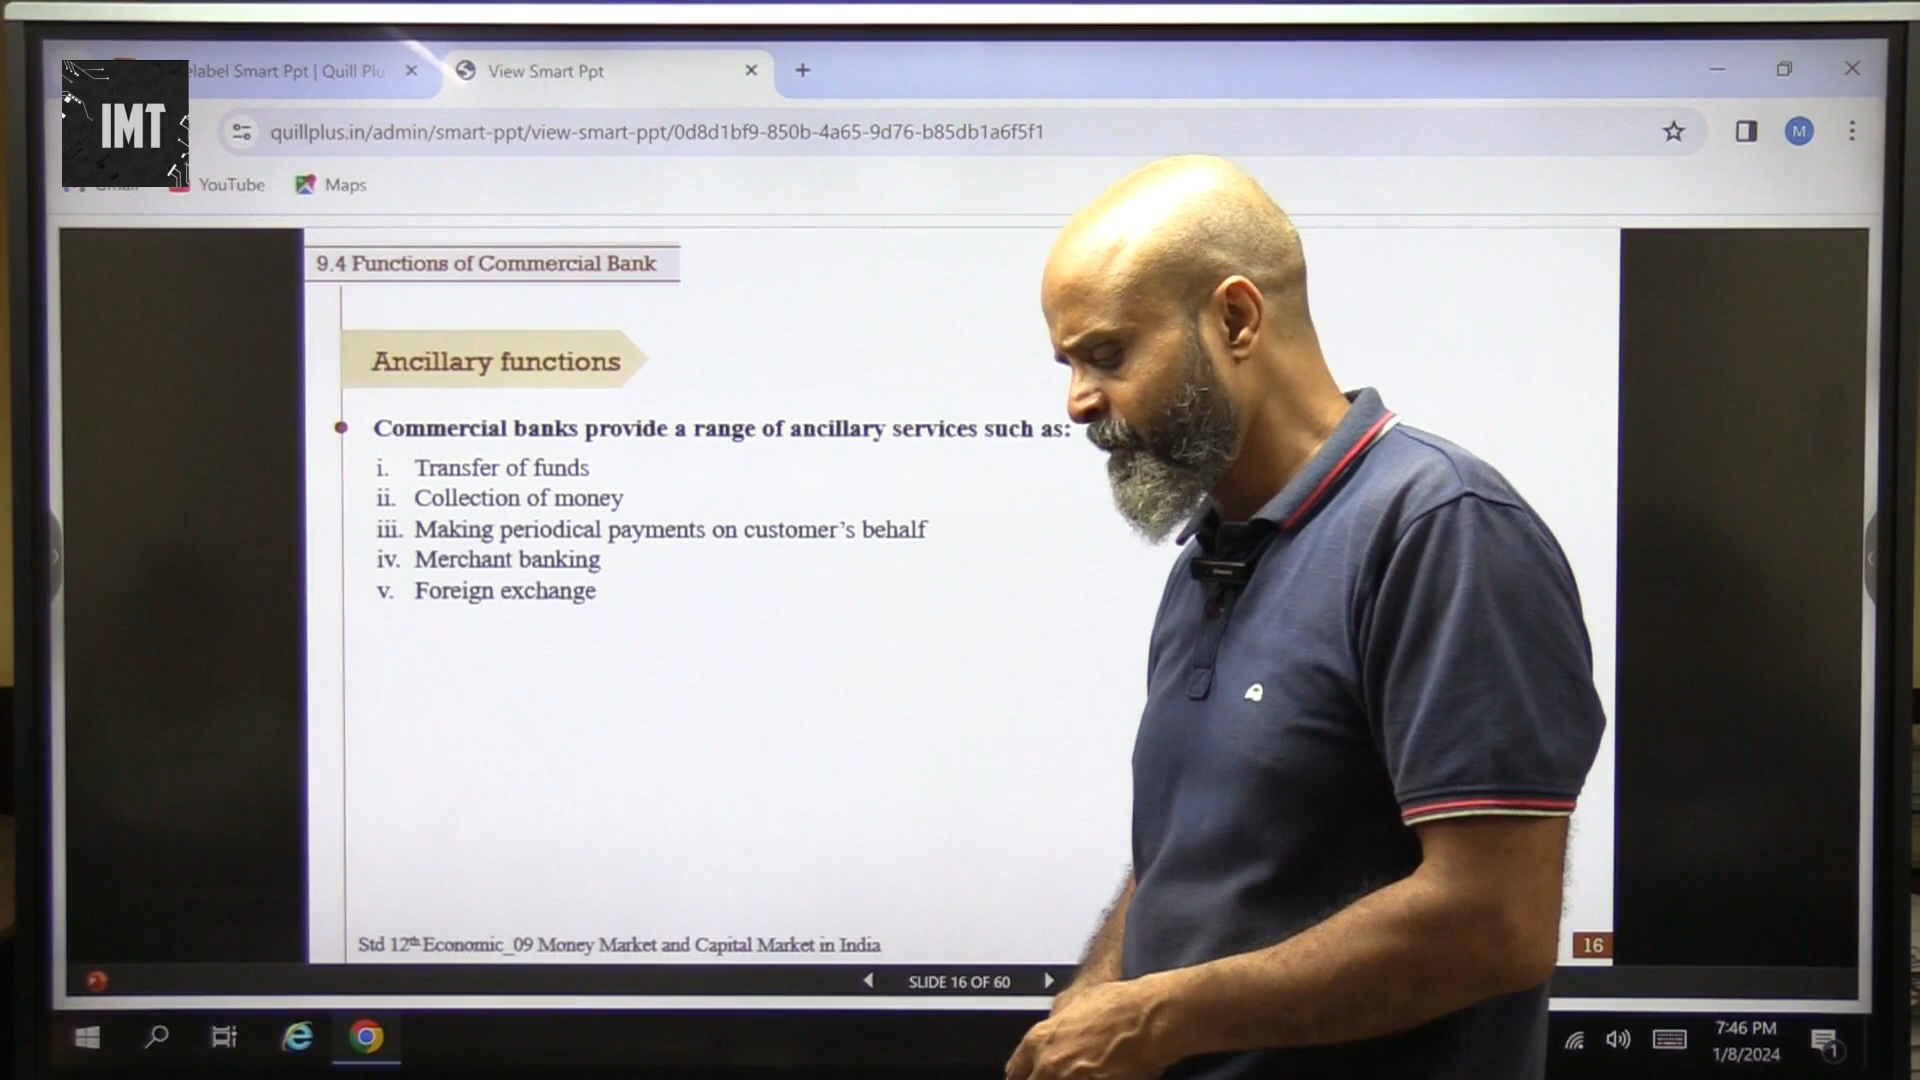 elabel Smart Ppt | Quill Plu
View Smart Ppt
IMT
quillplus.in/admin/smart-ppt/view-smart-ppt/0d8d1bf9-850b-4a65-9d76-b85db1a6f5f1
M
YouTube
Maps
9.4 Functions of Commercial Bank
Ancillary functions
Commercial banks provide a range of ancillary services such as:
i. Transfer of funds
ii. Collection of money
iii. Making periodical payments on customer's behalf
iv. Merchant banking
v. Foreign exchange
Std 12th Economic_09 Money Market and Capital Market in India
16
SLIDE 16 OF 60
7:46 PM
1/8/2024
1